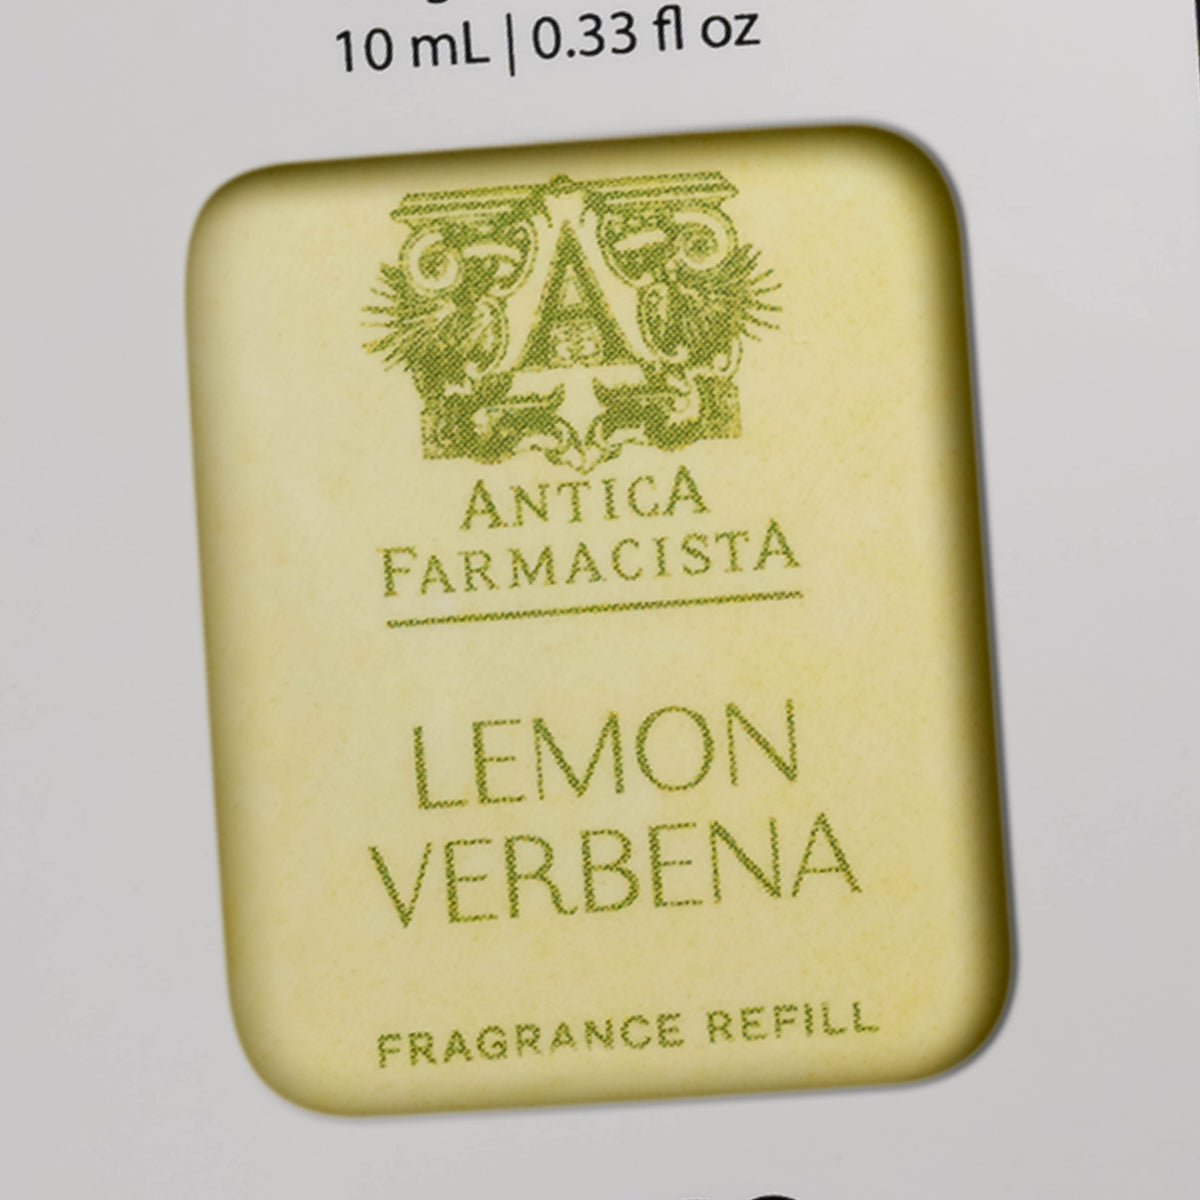 10 mL | 0.33 fl oz
A
ANTICA
FARMACISTA
LEMON
VERBENA
FRAGRANCE REFILL